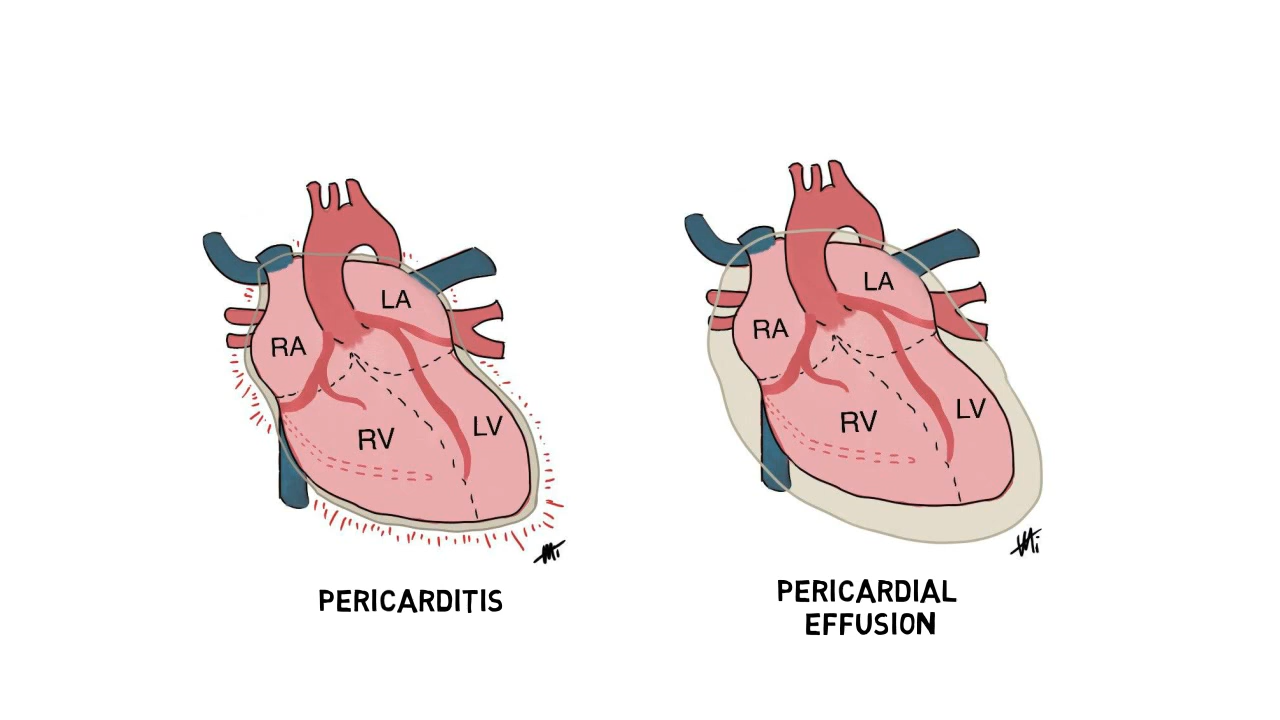 LA
RA
RV
LV
PERICARDITIS
LA
RA
RV
LV
PERICARDIAL
EFFUSION